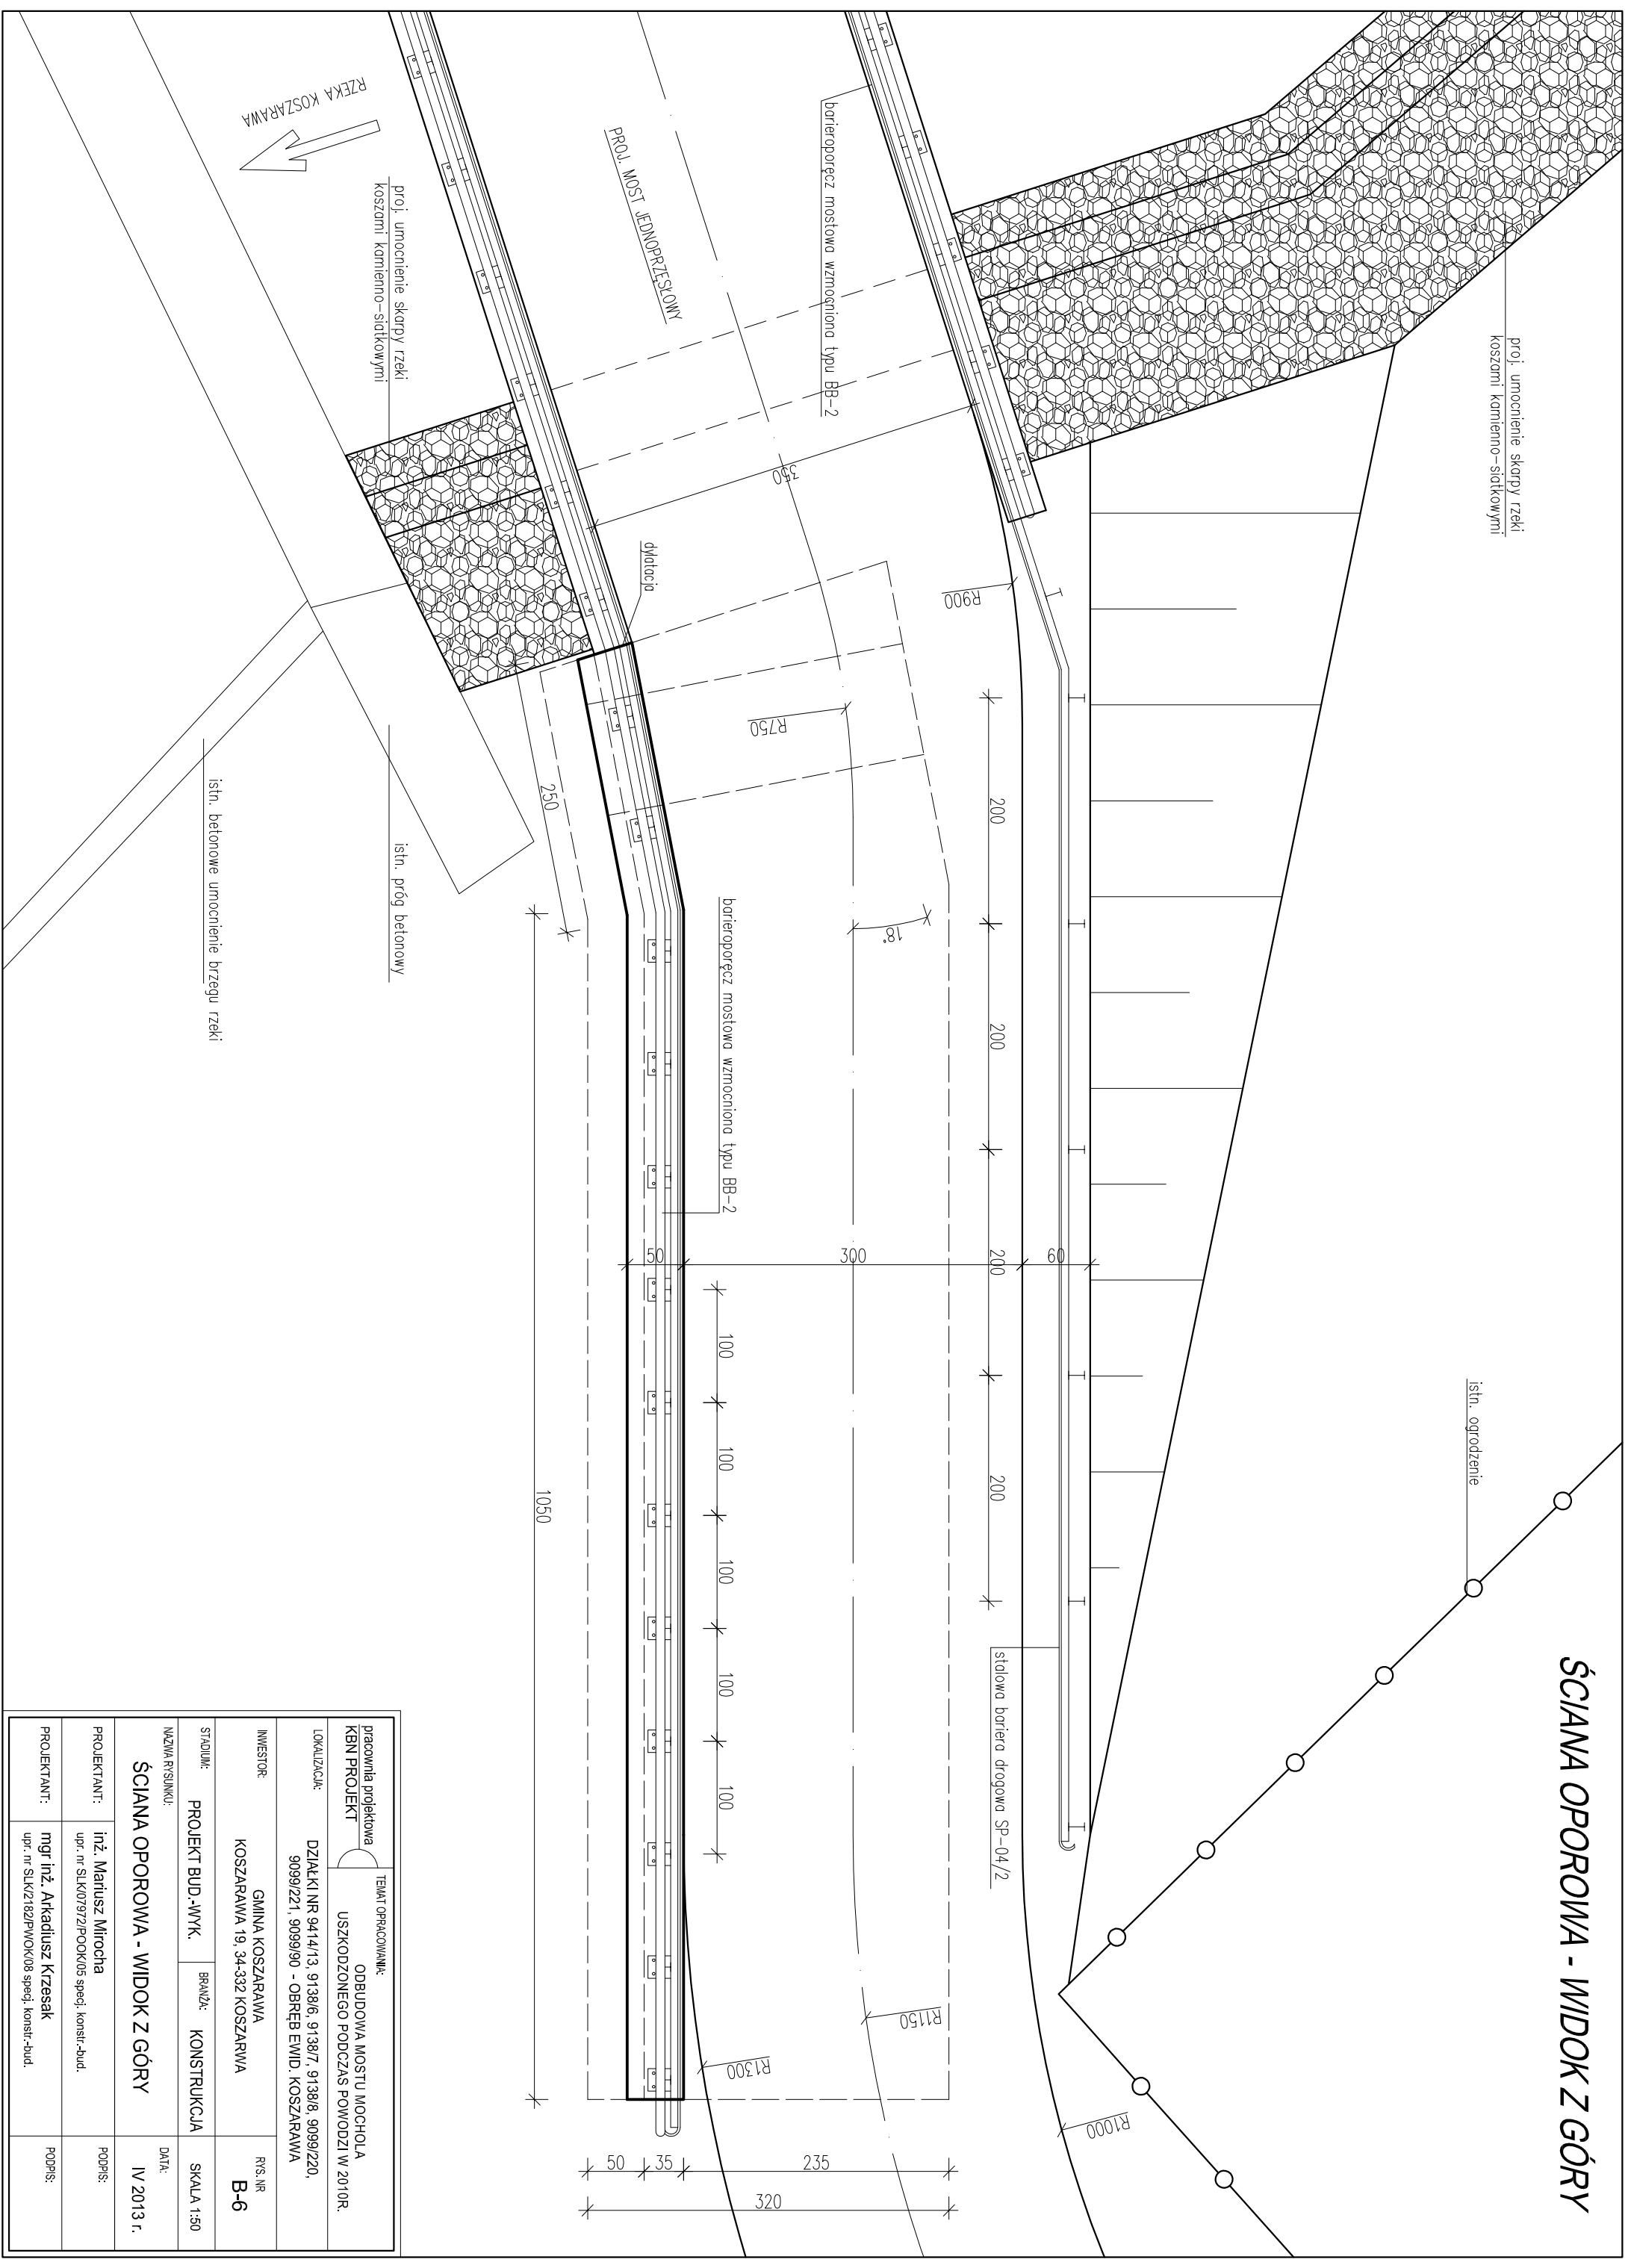 ŚCIANA OPOROWA - WIDOK Z GÓRY
proj. umocnienie skarpy rzeki
koszami kamienno-siatkowymi
istn. ogrodzenie
barieroporęcz mostowa wzmocniona typu BB-2
stalowa bariera drogowa SP-04/2
PROJ. MOST JEDNOPRZĘSŁOWY
RZEKA KOSZARAWA
proj. umocnienie skarpy rzeki
koszami kamienno-siatkowymi
dylatacja
barieroporęcz mostowa wzmocniona typu BB-2
istn. próg betonowy
istn. betonowe umocnienie brzegu rzeki
350
R900
R750
18°
250
1050
200
200
200
200
50
300
60
100
100
100
100
100
R1150
R1300
R1000
50
35
235
320
pracownia projektowa
KBN PROJEKT
TEMAT OPRACOWANIA:
ODBUDOWA MOSTU MOCHOLA
USZKODZONEGO PODCZAS POWODZI W 2010R.
LOKALIZACJA:
DZIAŁKI NR 9414/13, 9138/6, 9138/7, 9138/8, 9099/220,
9099/221, 9099/90 - OBRĘB EWID. KOSZARAWA
INWESTOR:
GMINA KOSZARAWA
KOSZARAWA 19, 34-332 KOSZARWA
RYS. NR
B-6
STADIUM:
PROJEKT BUD.-WYK.
BRANŻA:
KONSTRUKCJA
SKALA 1:50
NAZWA RYSUNKU:
ŚCIANA OPOROWA - WIDOK Z GÓRY
DATA:
IV 2013 r.
PROJEKTANT:
inż. Mariusz Mirocha
upr. nr SLK/07972/POOK/05 specj. konstr.-bud.
PODPIS:
PROJEKTANT:
mgr inż. Arkadiusz Krzesak
upr. nr SLK/2182/PWOK/08 specj. konstr.-bud.
PODPIS: